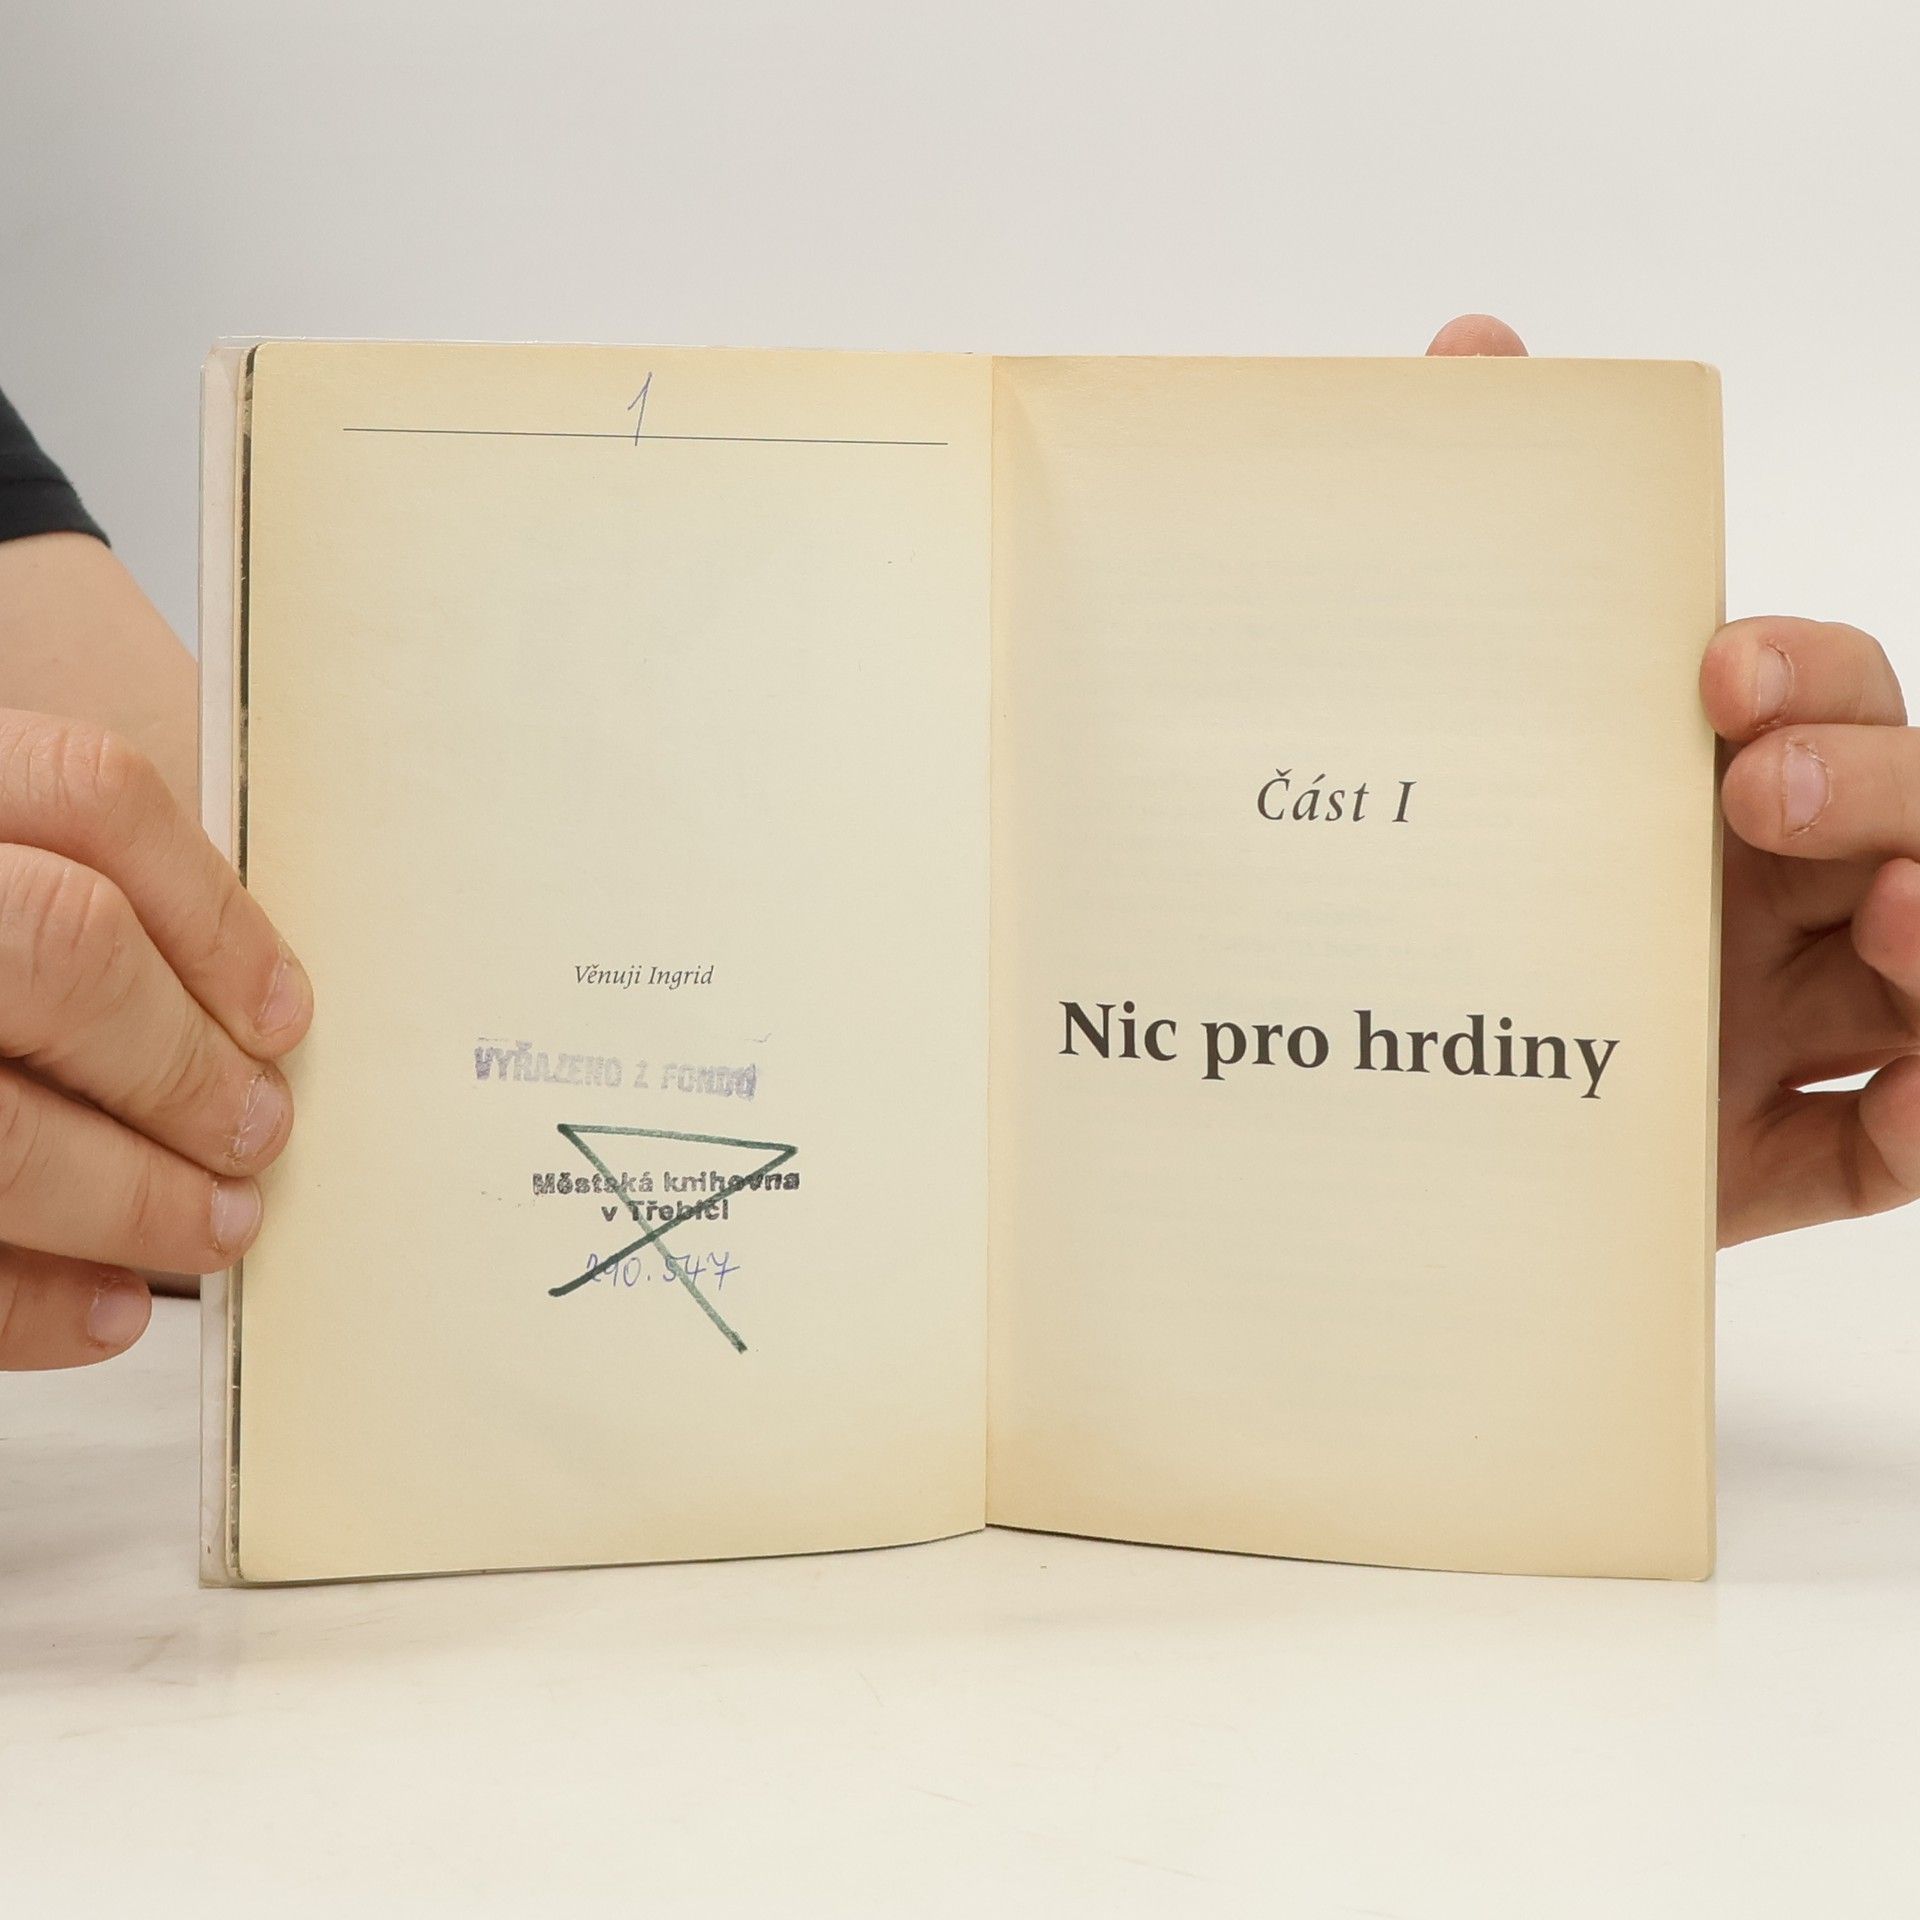 1
Věnuji Ingrid
VYŘAZENO Z FONDU
Městská knihovna
v Třebíči
290.547
Část I
Nic pro hrdiny